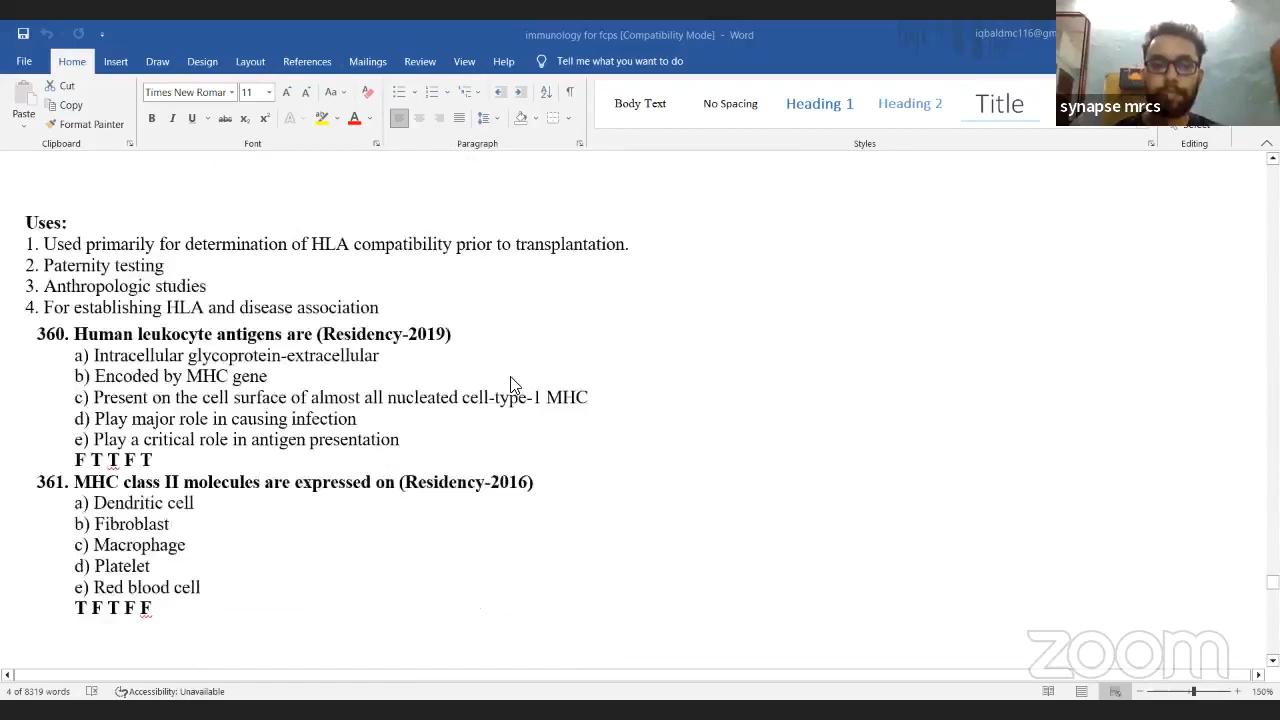 immunology for fcps [Compatibility Mode] - Word
iqbaldmc116@gm
File Home Insert Draw Design Layout References Mailings Review View Help Tell me what you want to do
Paste
Cut
Copy
Format Painter
Clipboard
Times New Romar 11
Font
Paragraph
Body Text No Spacing Heading 1 Heading 2 Title
Styles
Editing
synapse mrcs
Uses:
1. Used primarily for determination of HLA compatibility prior to transplantation.
2. Paternity testing
3. Anthropologic studies
4. For establishing HLA and disease association
360. Human leukocyte antigens are (Residency-2019)
a) Intracellular glycoprotein-extracellular
b) Encoded by MHC gene
c) Present on the cell surface of almost all nucleated cell-type-1 MHC
d) Play major role in causing infection
e) Play a critical role in antigen presentation
F T T F T
361. MHC class II molecules are expressed on (Residency-2016)
a) Dendritic cell
b) Fibroblast
c) Macrophage
d) Platelet
e) Red blood cell
T F T F F
zoom
4 of 8319 words Accessibility: Unavailable 150%